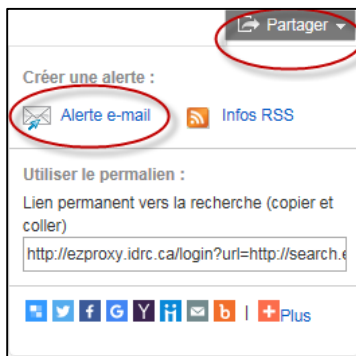 Partager
Créer une alerte :
Alerte e-mail Infos RSS
Utiliser le permalien :
Lien permanent vers la recherche (copier et
coller)
http://ezproxy.idrc.ca/login?url=http://search.e
| Plus